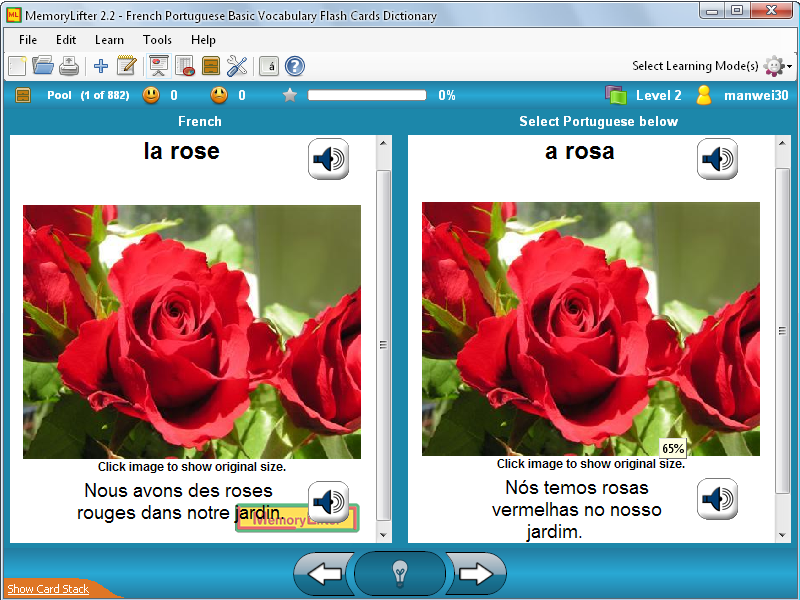 MemoryLifter 2.2 - French Portuguese Basic Vocabulary Flash Cards Dictionary
File Edit Learn Tools Help
á ? Select Learning Mode(s)
Pool (1 of 882) 0 0 0% Level 2 manwei30
French
Select Portuguese below
la rose
Click image to show original size.
Nous avons des roses
rouges dans notre jardin.
MemoryLifter
a rosa
65%
Click image to show original size.
Nós temos rosas
vermelhas no nosso
jardim.
Show Card Stack